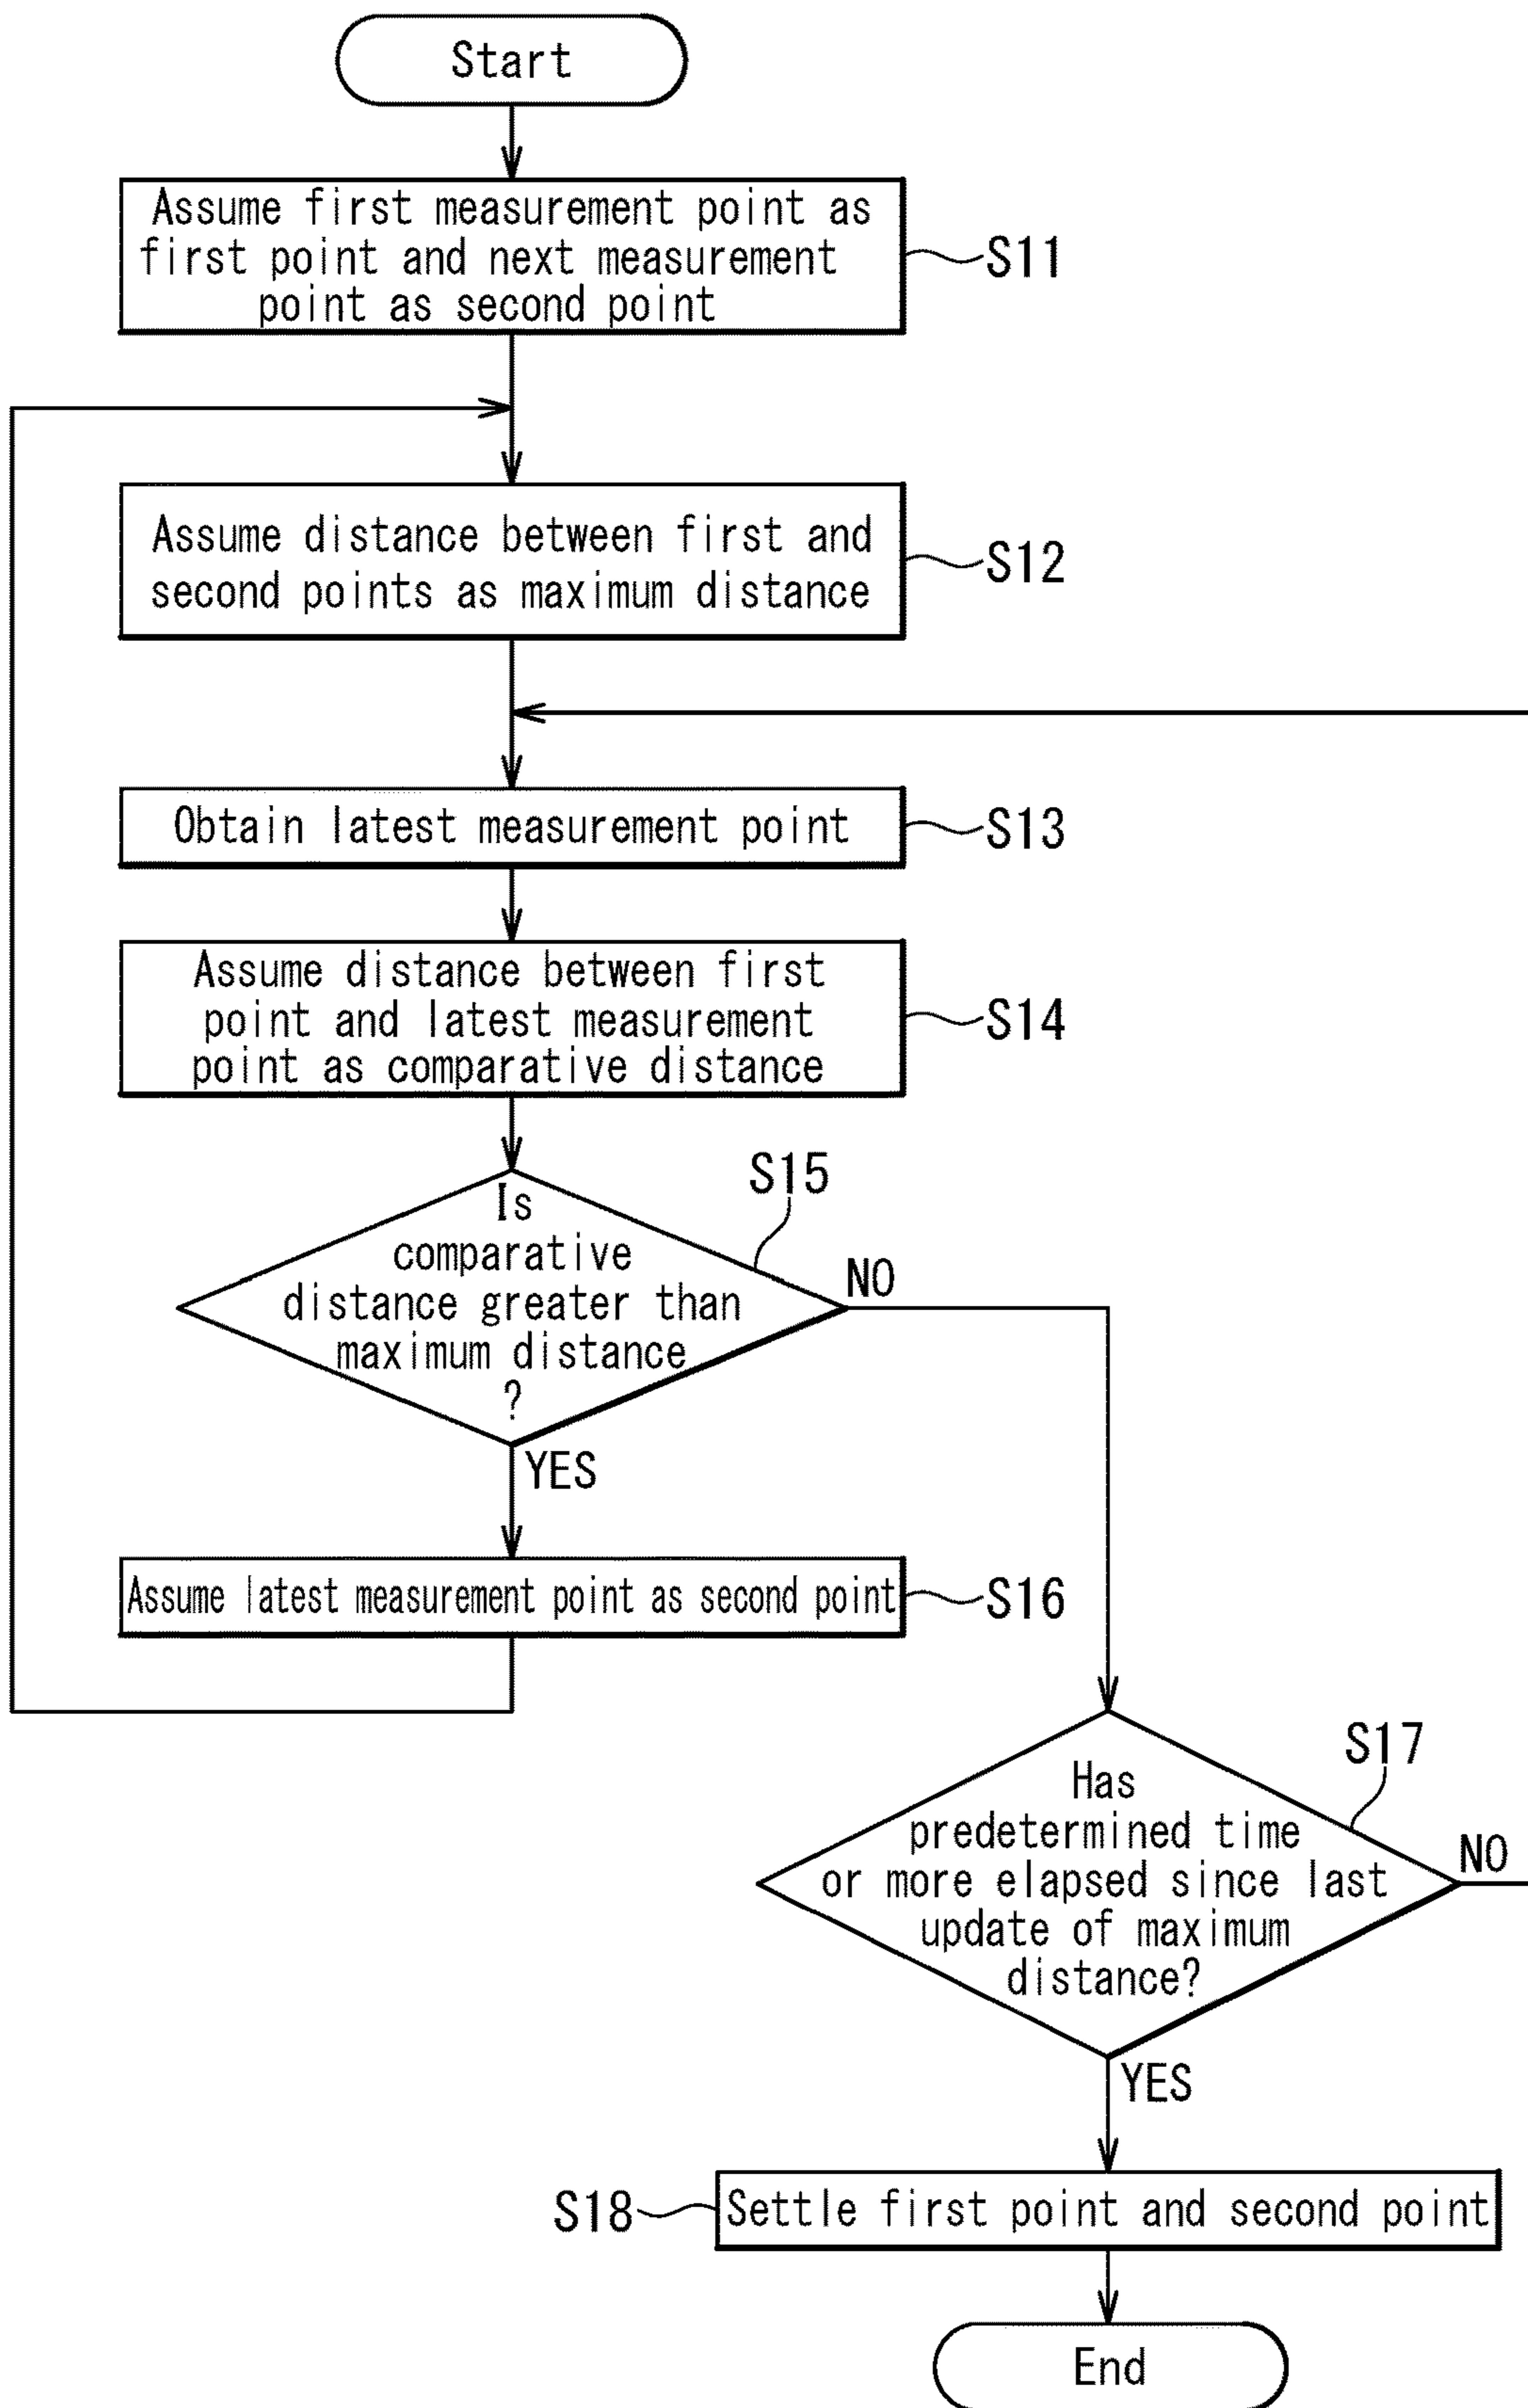 Start
Assume first measurement point as
first point and next measurement
point as second point
S11
Assume distance between first and
second points as maximum distance
S12
Obtain latest measurement point
S13
Assume distance between first
point and latest measurement
point as comparative distance
S14
S15
Is
comparative
distance greater than
maximum distance
?
NO
YES
Assume latest measurement point as second point
S16
S17
Has
predetermined time
or more elapsed since last
update of maximum
distance?
NO
YES
S18
Settle first point and second point
End